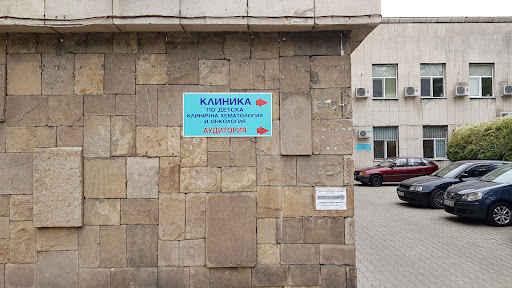 КЛИНИКА
ПО ДЕТСКА
КЛИНИЧНА ХЕМАТОЛОГИЯ
И ОНКОЛОГИЯ
АУДИТОРИЯ